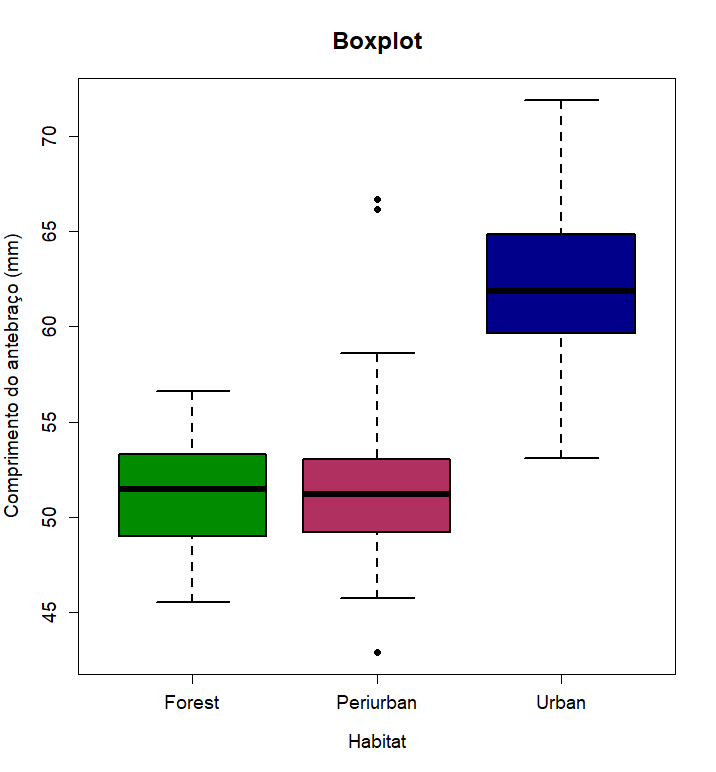 Boxplot
Comprimento do antebraço (mm)
70
65
60
55
50
45
Forest Periurban Urban
Habitat